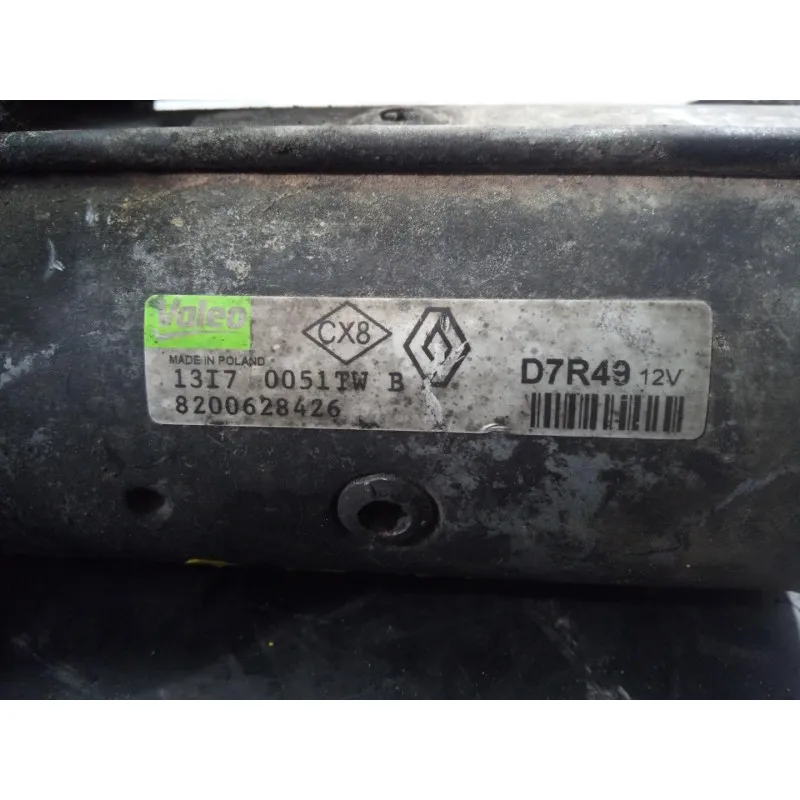 Valeo
CX8
MADE IN POLAND
13I7 0051TW B
8200628426
D7R49 12V